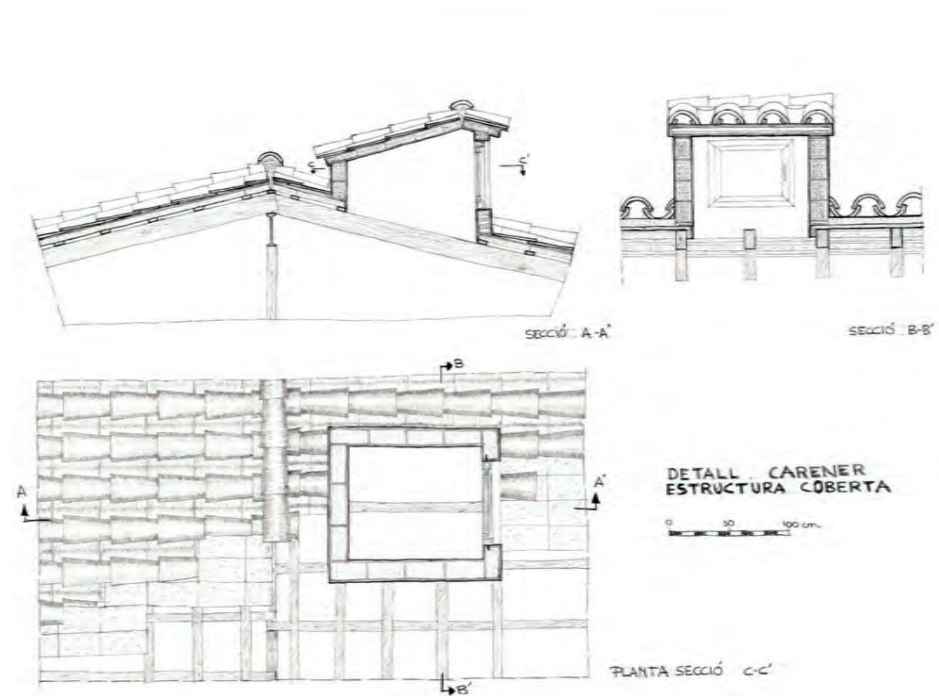 C
C'
SECCIÓ A-A'
SECCIÓ B-B'
B
A
A'
DETALL . CARENER
ESTRUCTURA COBERTA
0 50 100 cm.
PLANTA SECCIÓ C-C'
B'